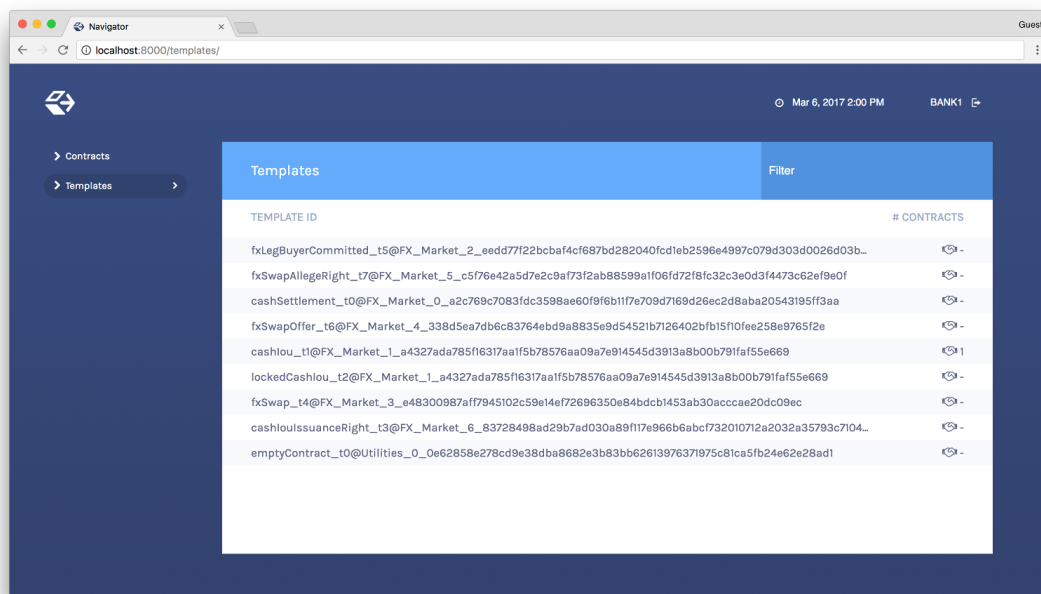 Navigator
Guest
localhost:8000/templates/
Mar 6, 2017 2:00 PM BANK1
Contracts
Templates
Templates Filter
TEMPLATE ID # CONTRACTS
fxLegBuyerCommitted_t5@FX_Market_2_eedd77f22bcbaf4cf687bd282040fcd1eb2596e4997c079d303d0026d03b... -
fxSwapAllegeRight_t7@FX_Market_5_c5f76e42a5d7e2c9af73f2ab88599a1f06fd72f8fc32c3e0d3f4473c62ef9e0f -
cashSettlement_t0@FX_Market_0_a2c769c7083fdc3598ae60f9f6b11f7e709d7169d26ec2d8aba20543195ff3aa -
fxSwapOffer_t6@FX_Market_4_338d5ea7db6c83764ebd9a8835e9d54521b7126402bfb15f10fee258e9765f2e -
cashIou_t1@FX_Market_1_a4327ada785f16317aa1f5b78576aa09a7e914545d3913a8b00b791faf55e669 1
lockedCashIou_t2@FX_Market_1_a4327ada785f16317aa1f5b78576aa09a7e914545d3913a8b00b791faf55e669 -
fxSwap_t4@FX_Market_3_e48300987aff7945102c59e14ef72696350e84bdcb1453ab30acccae20dc09ec -
cashIouIssuanceRight_t3@FX_Market_6_83728498ad29b7ad030a89f117e966b6abcf732010712a2032a35793c7104... -
emptyContract_t0@Utilities_0_0e62858e278cd9e38dba8682e3b83bb62613976371975c81ca5fb24e62e28ad1 -